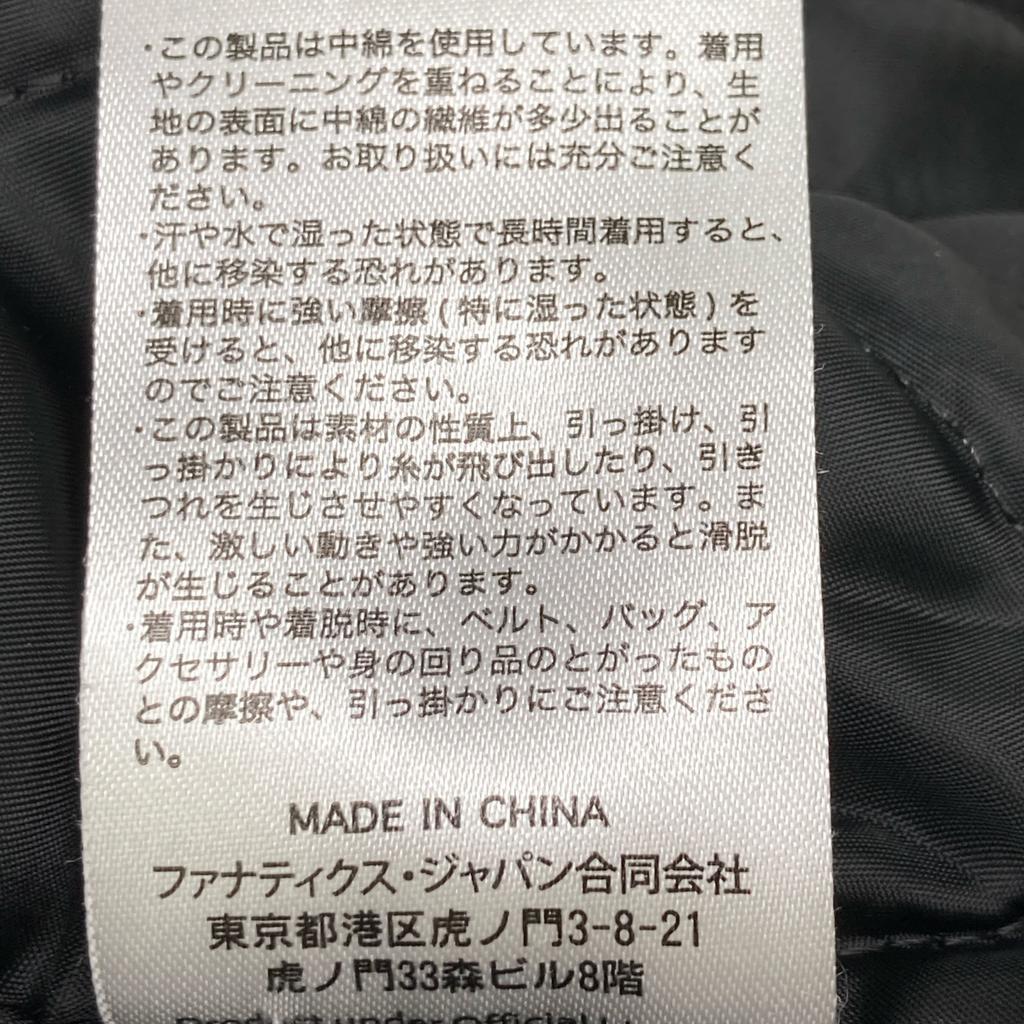 ・この製品は中綿を使用しています。着用
やクリーニングを重ねることにより、生
地の表面に中綿の繊維が多少出ることが
あります。お取り扱いには充分ご注意く
ださい。
・汗や水で湿った状態で長時間着用すると、
他に移染する恐れがあります。
・着用時に強い摩擦(特に湿った状態)を
受けると、他に移染する恐れがあります
のでご注意ください。
・この製品は素材の性質上、引っ掛け、引
っ掛かりにより糸が飛び出したり、引き
つれを生じさせやすくなっています。ま
た、激しい動きや強い力がかかると滑脱
が生じることがあります。
・着用時や着脱時に、ベルト、バッグ、ア
クセサリーや身の回り品のとがったもの
との摩擦や、引っ掛かりにご注意くださ
い。
MADE IN CHINA
ファナティクス・ジャパン合同会社
東京都港区虎ノ門3-8-21
虎ノ門33森ビル8階
Product under Official